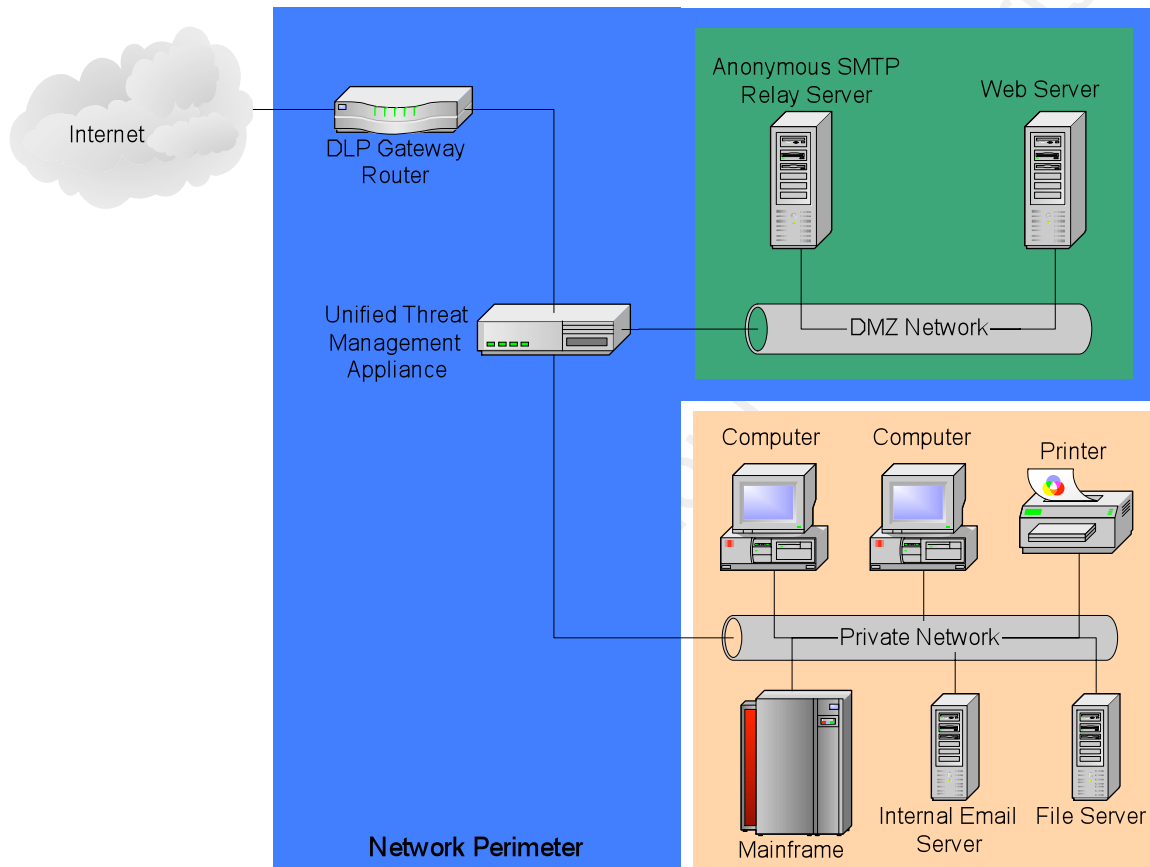 Internet
DLP Gateway
Router
Unified Threat
Management
Appliance
Anonymous SMTP
Relay Server
Web Server
DMZ Network
Computer
Computer
Printer
Private Network
Mainframe
Internal Email
Server
File Server
Network Perimeter